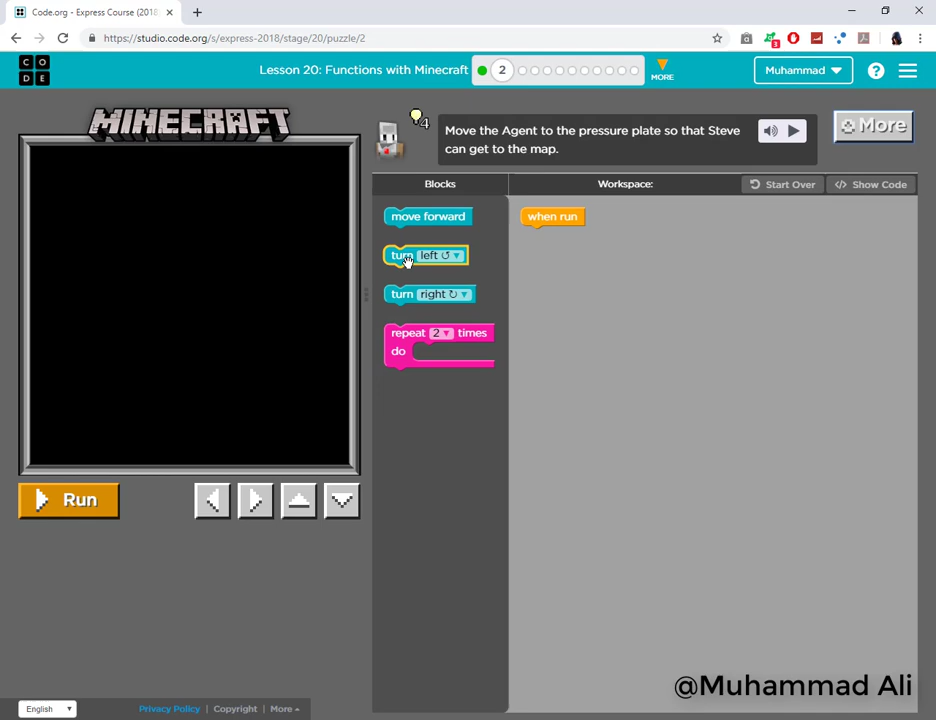 Code.org - Express Course (2018)
https://studio.code.org/s/express-2018/stage/20/puzzle/2
3
CODE
Lesson 20: Functions with Minecraft
2
MORE
Muhammad
?
MINECRAFT
4
Move the Agent to the pressure plate so that Steve
can get to the map.
More
Blocks
Workspace:
Start Over
Show Code
move forward
when run
turn left
turn right
repeat 2 times
do
Run
@Muhammad Ali
English
Privacy Policy | Copyright | More